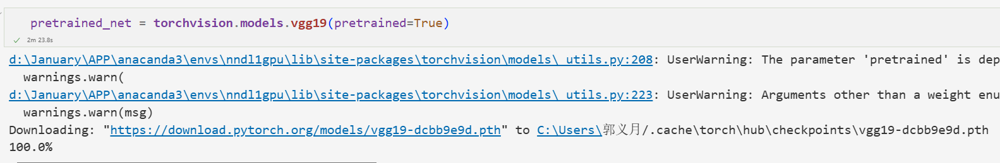 pretrained_net = torchvision.models.vgg19(pretrained=True)
2m 23.8s
d:\January\APP\anacanda3\envs\nndl1gpu\lib\site-packages\torchvision\models\_utils.py:208: UserWarning: The parameter 'pretrained' is dep
warnings.warn(
d:\January\APP\anacanda3\envs\nndl1gpu\lib\site-packages\torchvision\models\_utils.py:223: UserWarning: Arguments other than a weight enu
warnings.warn(msg)
Downloading: "https://download.pytorch.org/models/vgg19-dcbb9e9d.pth" to C:\Users\郭义月/.cache\torch\hub\checkpoints\vgg19-dcbb9e9d.pth
100.0%